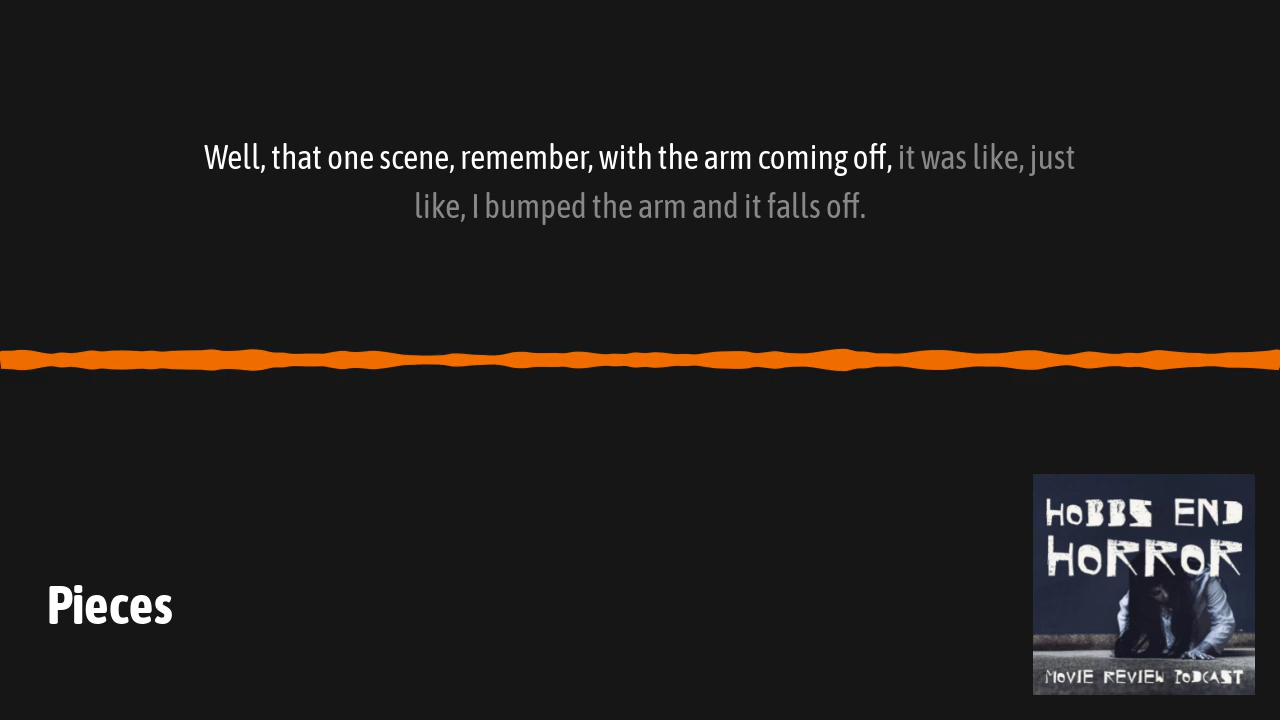 Well, that one scene, remember, with the arm coming off, it was like, just
like, I bumped the arm and it falls off.
Pieces
HOBBS END
HORROR
MOVIE REVIEW PODCAST